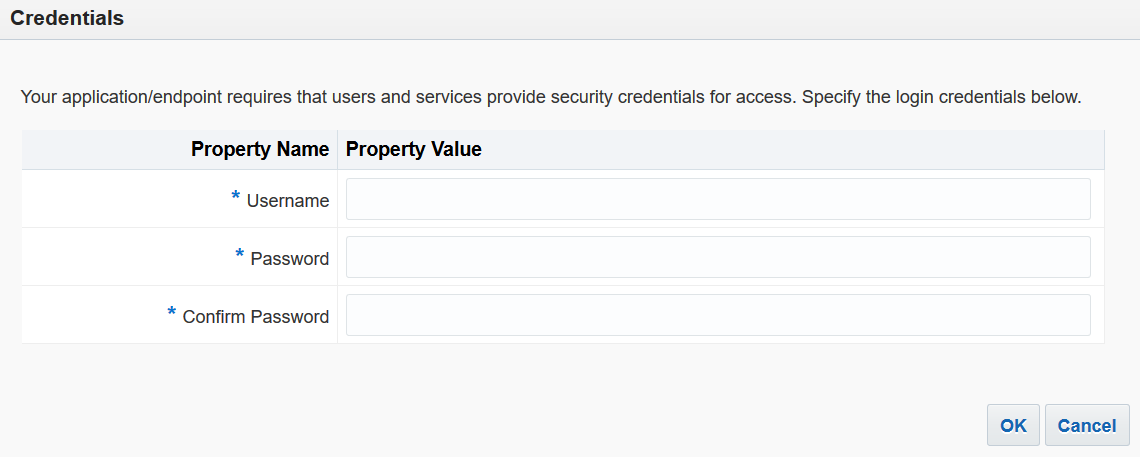 Credentials
Your application/endpoint requires that users and services provide security credentials for access. Specify the login credentials below.
Property Name Property Value
* Username
* Password
* Confirm Password
OK Cancel